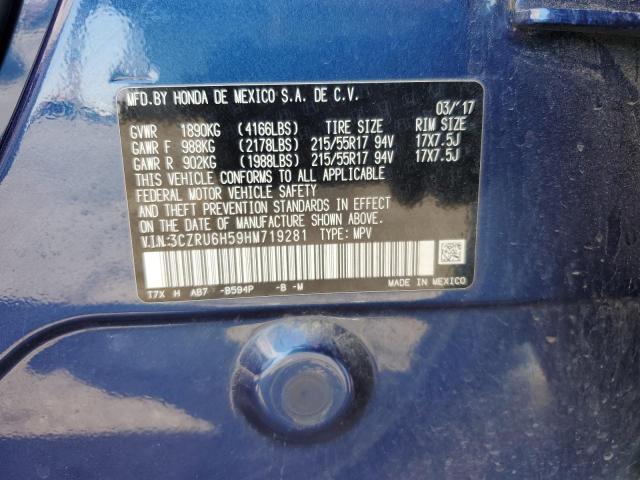 MFD.BY HONDA DE MEXICO S.A. DE C.V.
03/'17
GVWR 1890KG (4166LBS) TIRE SIZE RIM SIZE
GAWR F 988KG (2178LBS) 215/55R17 94V 17X7.5J
GAWR R 902KG (1988LBS) 215/55R17 94V 17X7.5J
THIS VEHICLE CONFORMS TO ALL APPLICABLE
FEDERAL MOTOR VEHICLE SAFETY
AND THEFT PREVENTION STANDARDS IN EFFECT
ON THE DATE OF MANUFACTURE SHOWN ABOVE.
V.I.N.:3CZRU6H59HM719281 TYPE: MPV
T7X H AB7 -B594P -B -M
MADE IN MEXICO